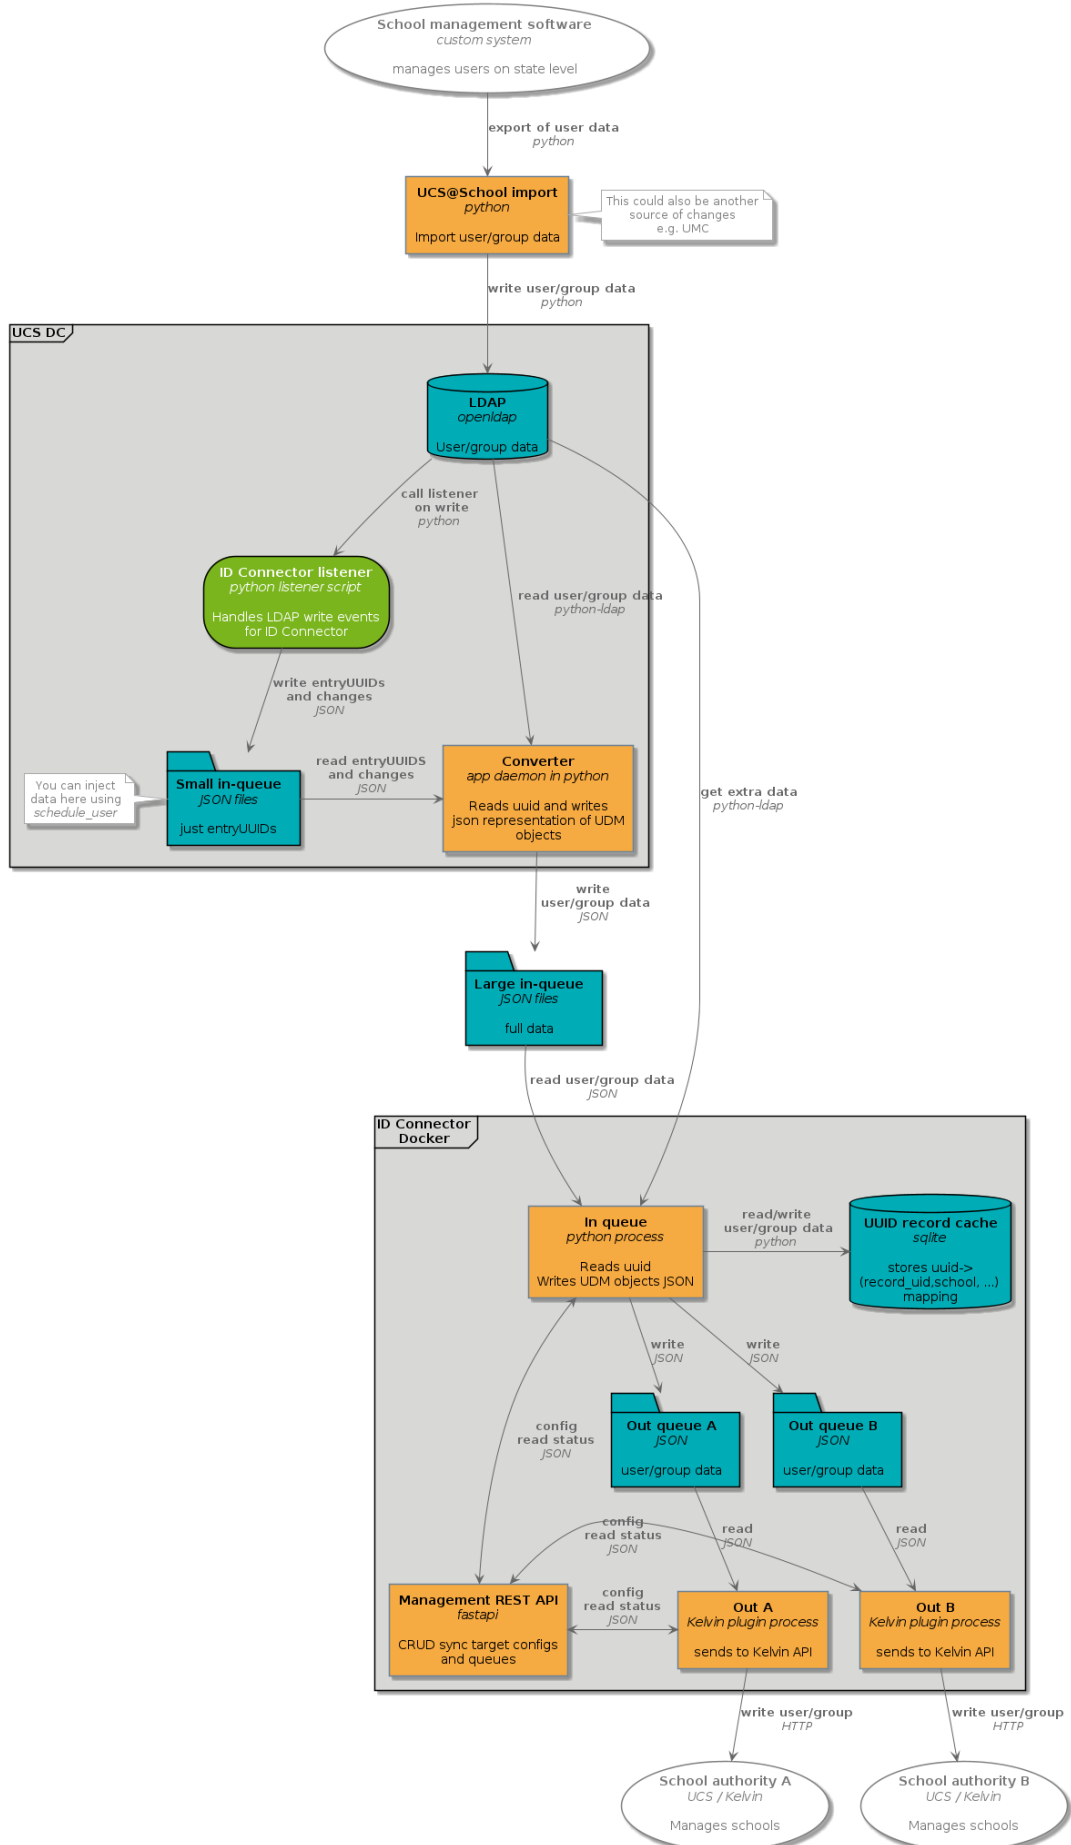 School management software
custom system
manages users on state level
export of user data
python
UCS@School import
python
Import user/group data
This could also be another
source of changes
e.g. UMC
write user/group data
python
UCS DC
LDAP
openldap
User/group data
call listener
on write
python
ID Connector listener
python listener script
Handles LDAP write events
for ID Connector
read user/group data
python-ldap
write entryUUIDs
and changes
JSON
You can inject
data here using
schedule_user
Small in-queue
JSON files
just entryUUIDs
read entryUUIDS
and changes
JSON
Converter
app daemon in python
Reads uuid and writes
json representation of UDM
objects
get extra data
python-ldap
write
user/group data
JSON
Large in-queue
JSON files
full data
read user/group data
JSON
ID Connector
Docker
In queue
python process
Reads uuid
Writes UDM objects JSON
read/write
user/group data
python
UUID record cache
sqlite
stores uuid->
(record_uid,school, ...)
mapping
write
JSON
write
JSON
config
read status
JSON
Out queue A
JSON
user/group data
Out queue B
JSON
user/group data
config
read status
JSON
read
JSON
read
JSON
Management REST API
fastapi
CRUD sync target configs
and queues
config
read status
JSON
Out A
Kelvin plugin process
sends to Kelvin API
Out B
Kelvin plugin process
sends to Kelvin API
write user/group
HTTP
write user/group
HTTP
School authority A
UCS / Kelvin
Manages schools
School authority B
UCS / Kelvin
Manages schools